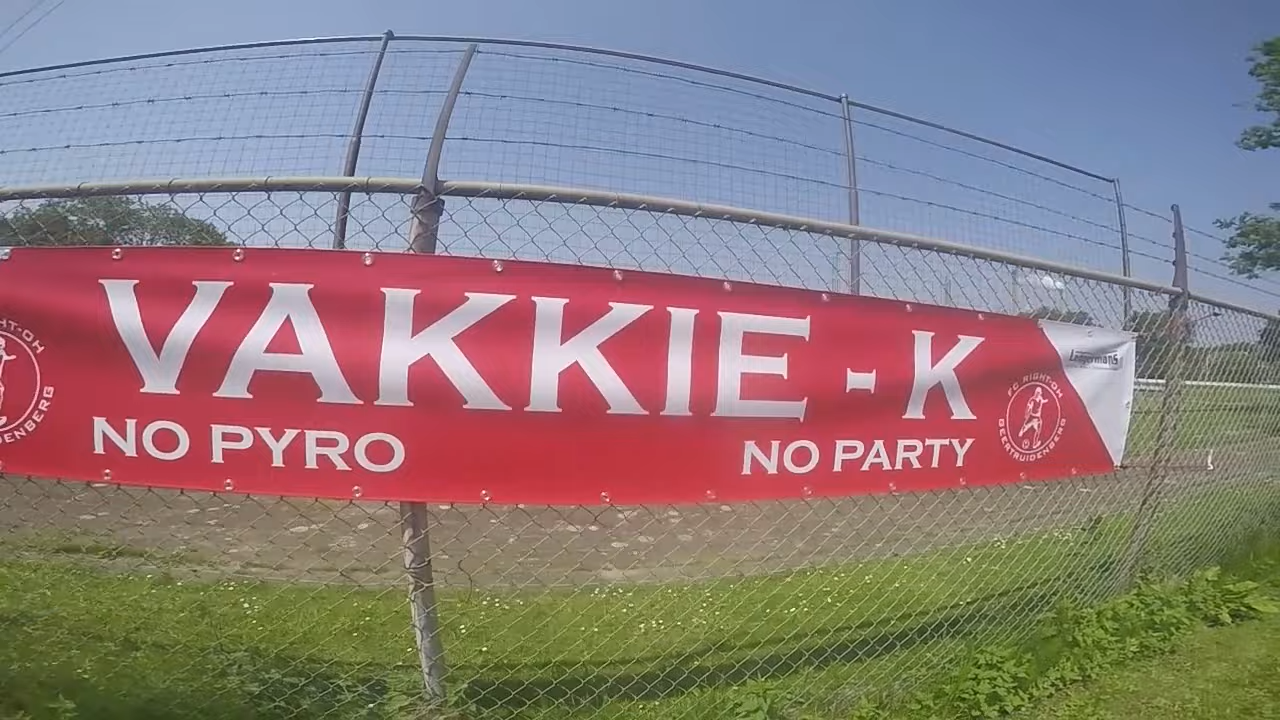 VAKKIE - K
NO PYRO
NO PARTY
FC RIGHT-OH
GEERTRUIDENBERG